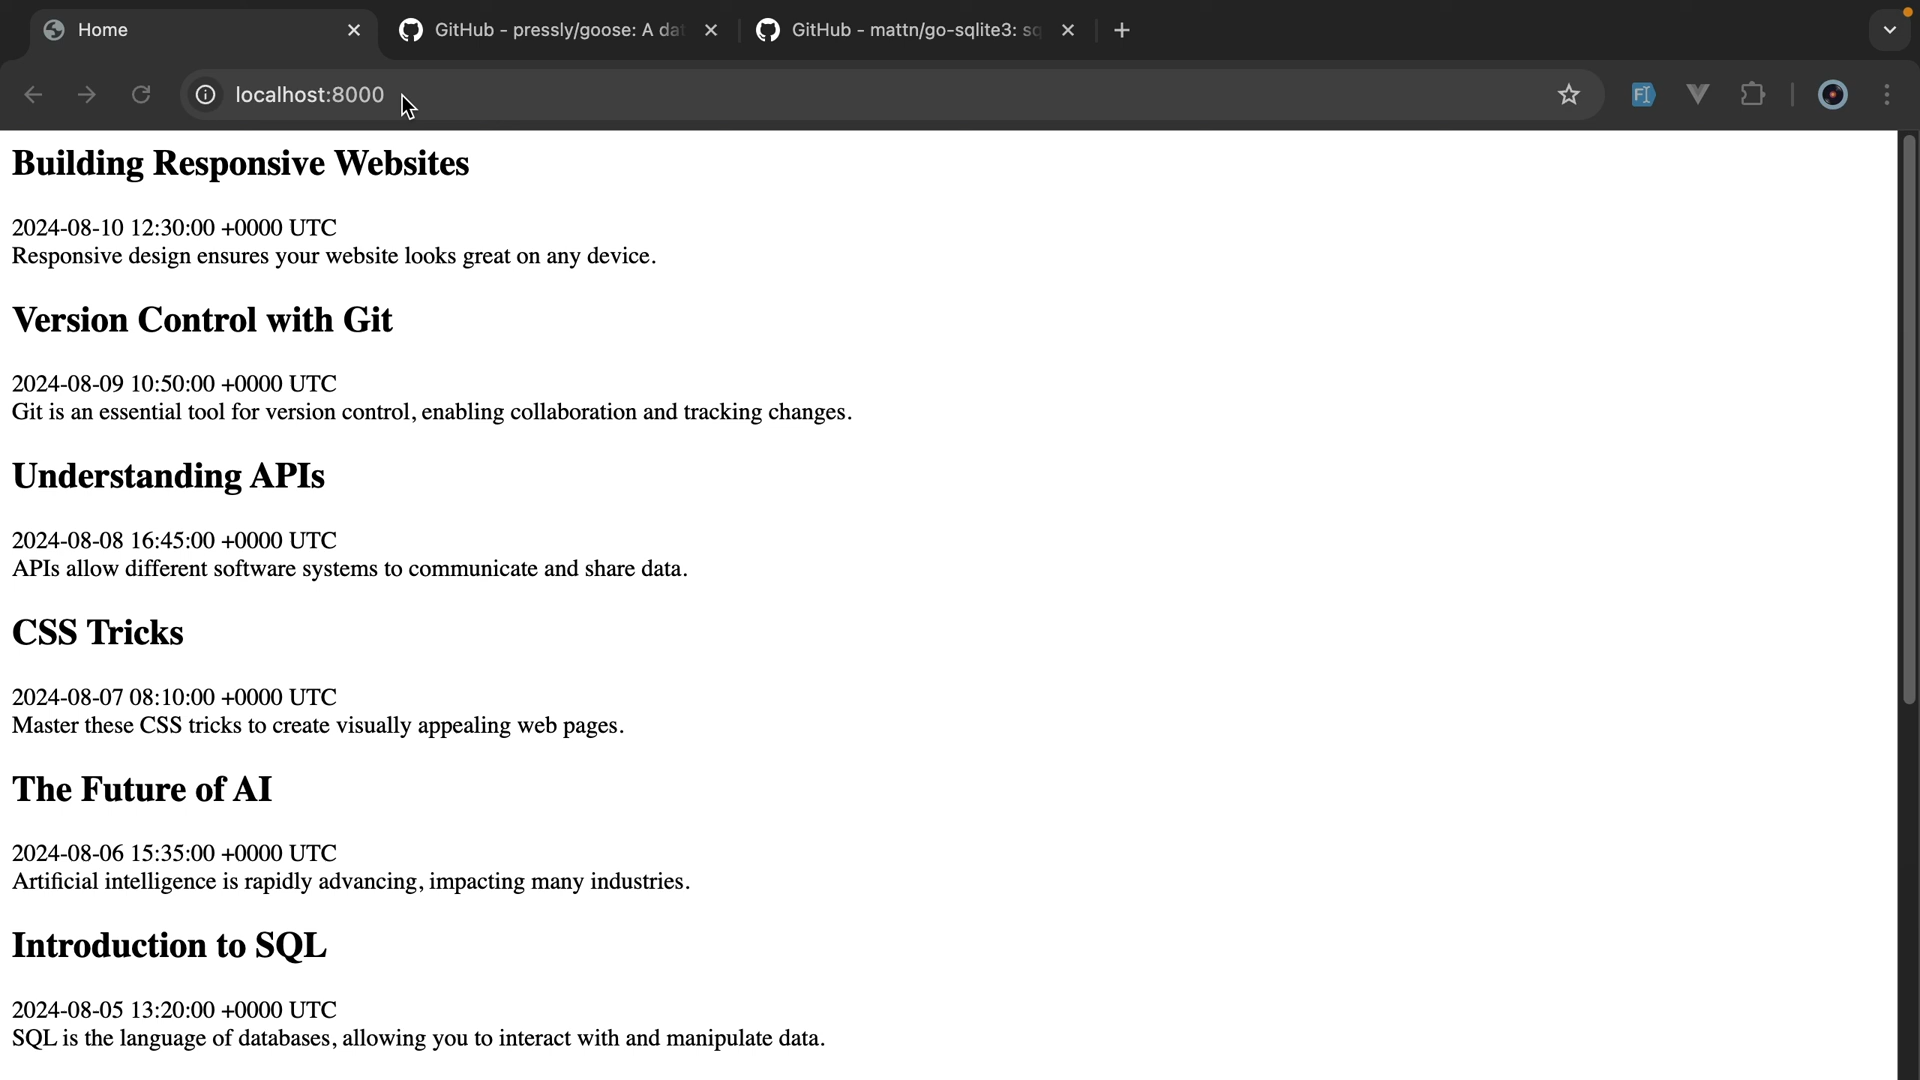 Home
GitHub - pressly/goose: A dat
GitHub - mattn/go-sqlite3: sq
localhost:8000
Building Responsive Websites
2024-08-10 12:30:00 +0000 UTC
Responsive design ensures your website looks great on any device.
Version Control with Git
2024-08-09 10:50:00 +0000 UTC
Git is an essential tool for version control, enabling collaboration and tracking changes.
Understanding APIs
2024-08-08 16:45:00 +0000 UTC
APIs allow different software systems to communicate and share data.
CSS Tricks
2024-08-07 08:10:00 +0000 UTC
Master these CSS tricks to create visually appealing web pages.
The Future of AI
2024-08-06 15:35:00 +0000 UTC
Artificial intelligence is rapidly advancing, impacting many industries.
Introduction to SQL
2024-08-05 13:20:00 +0000 UTC
SQL is the language of databases, allowing you to interact with and manipulate data.